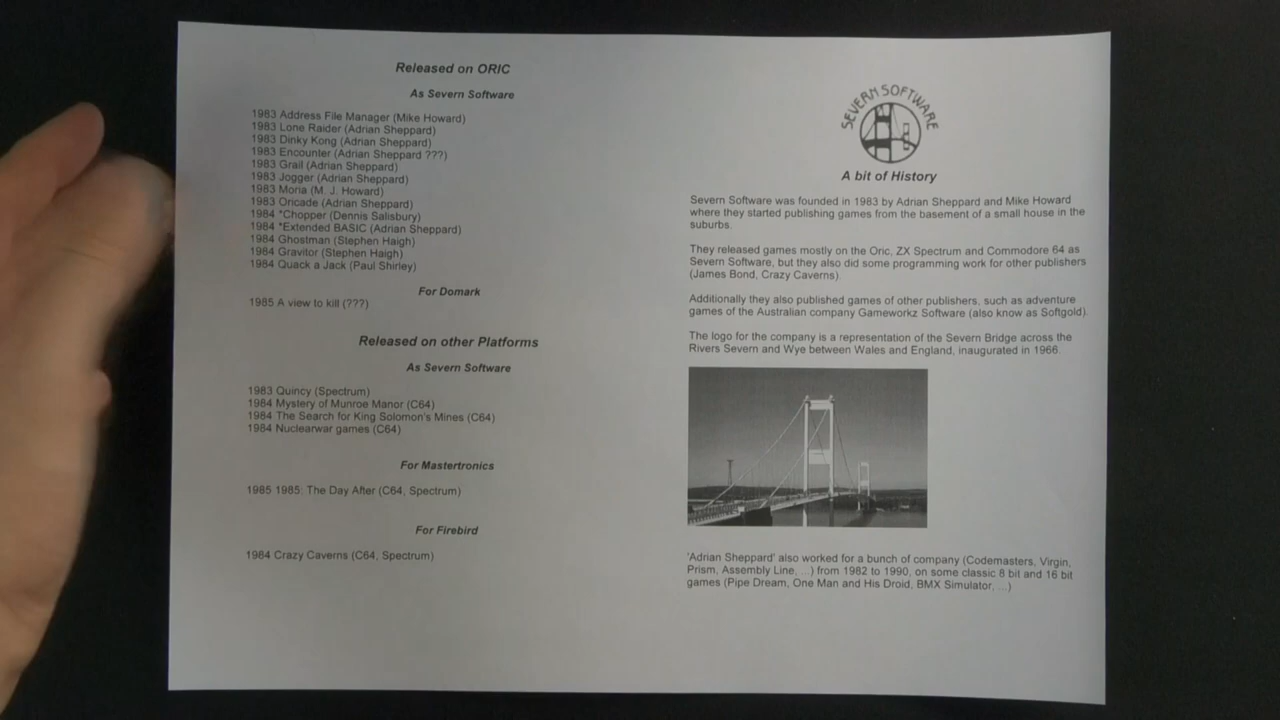 Released on ORIC
As Severn Software
1983 Address File Manager (Mike Howard)
1983 Lone Raider (Adrian Sheppard)
1983 Dinky Kong (Adrian Sheppard)
1983 Encounter (Adrian Sheppard ???)
1983 Grail (Adrian Sheppard)
1983 Jogger (Adrian Sheppard)
1983 Moria (M. J. Howard)
1983 Oricade (Adrian Sheppard)
1984 *Chopper (Dennis Salisbury)
1984 *Extended BASIC (Adrian Sheppard)
1984 Ghostman (Stephen Haigh)
1984 Gravitor (Stephen Haigh)
1984 Quack a Jack (Paul Shirley)
For Domark
1985 A view to kill (???)
Released on other Platforms
As Severn Software
1983 Quincy (Spectrum)
1984 Mystery of Munroe Manor (C64)
1984 The Search for King Solomon's Mines (C64)
1984 Nuclearwar games (C64)
For Mastertronics
1985 1985: The Day After (C64, Spectrum)
For Firebird
1984 Crazy Caverns (C64, Spectrum)
SEVERN SOFTWARE
A bit of History
Severn Software was founded in 1983 by Adrian Sheppard and Mike Howard
where they started publishing games from the basement of a small house in the
suburbs.
They released games mostly on the Oric, ZX Spectrum and Commodore 64 as
Severn Software, but they also did some programming work for other publishers
(James Bond, Crazy Caverns).
Additionally they also published games of other publishers, such as adventure
games of the Australian company Gameworkz Software (also know as Softgold).
The logo for the company is a representation of the Severn Bridge across the
Rivers Severn and Wye between Wales and England, inaugurated in 1966.
'Adrian Sheppard' also worked for a bunch of company (Codemasters, Virgin,
Prism, Assembly Line, ...) from 1982 to 1990, on some classic 8 bit and 16 bit
games (Pipe Dream, One Man and His Droid, BMX Simulator, ...)